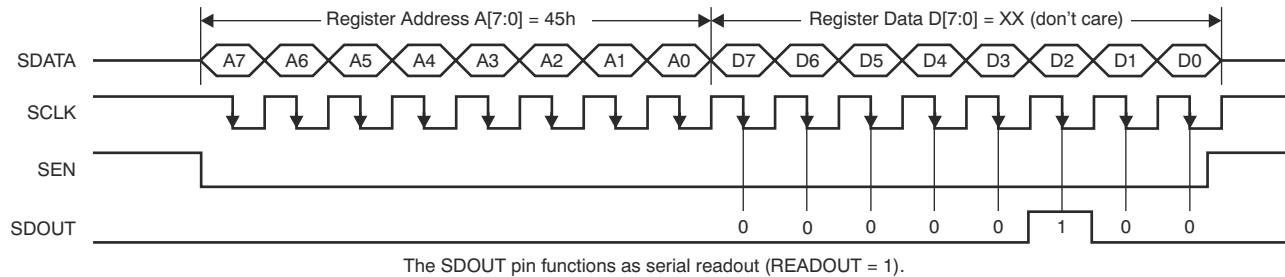 Register Address A[7:0] = 45h Register Data D[7:0] = XX (don't care)
SDATA A7 A6 A5 A4 A3 A2 A1 A0 D7 D6 D5 D4 D3 D2 D1 D0
SCLK
SEN
SDOUT 0 0 0 0 0 1 0 0
The SDOUT pin functions as serial readout (READOUT = 1).